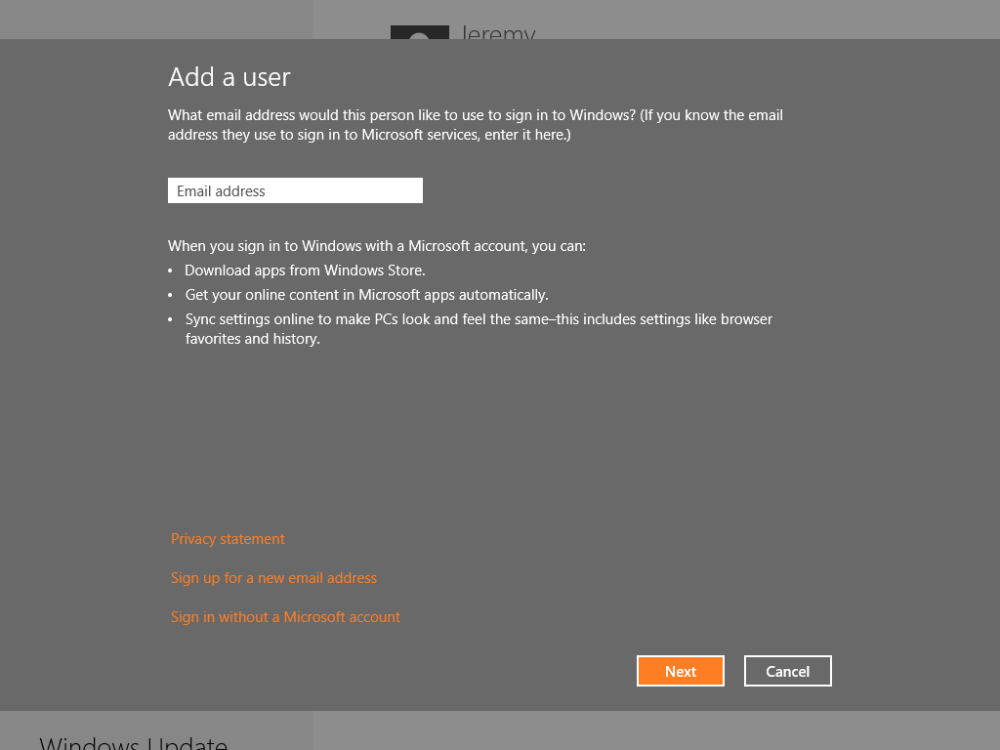 Jeremy
Add a user
What email address would this person like to use to sign in to Windows? (If you know the email
address they use to sign in to Microsoft services, enter it here.)
Email address
When you sign in to Windows with a Microsoft account, you can:
• Download apps from Windows Store.
• Get your online content in Microsoft apps automatically.
• Sync settings online to make PCs look and feel the same–this includes settings like browser
favorites and history.
Privacy statement
Sign up for a new email address
Sign in without a Microsoft account
Next Cancel
Windows Update